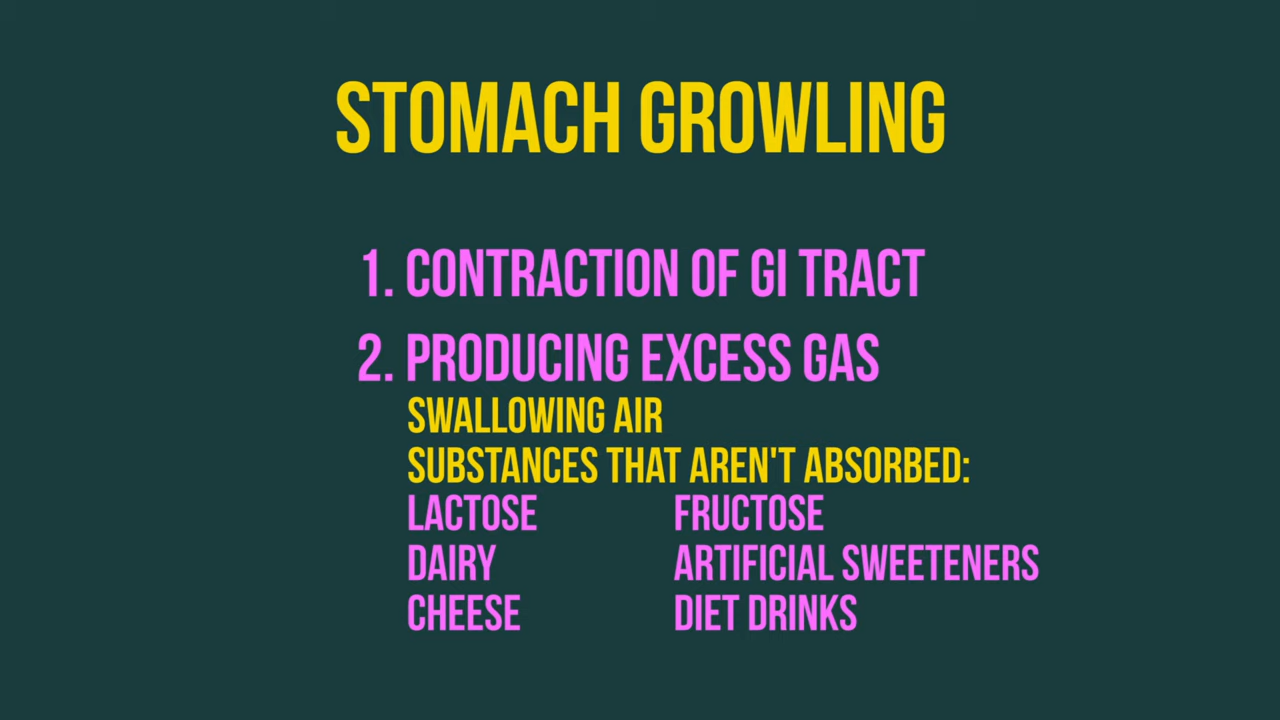 STOMACH GROWLING
1. CONTRACTION OF GI TRACT
2. PRODUCING EXCESS GAS
SWALLOWING AIR
SUBSTANCES THAT AREN'T ABSORBED:
LACTOSE FRUCTOSE
DAIRY ARTIFICIAL SWEETENERS
CHEESE DIET DRINKS